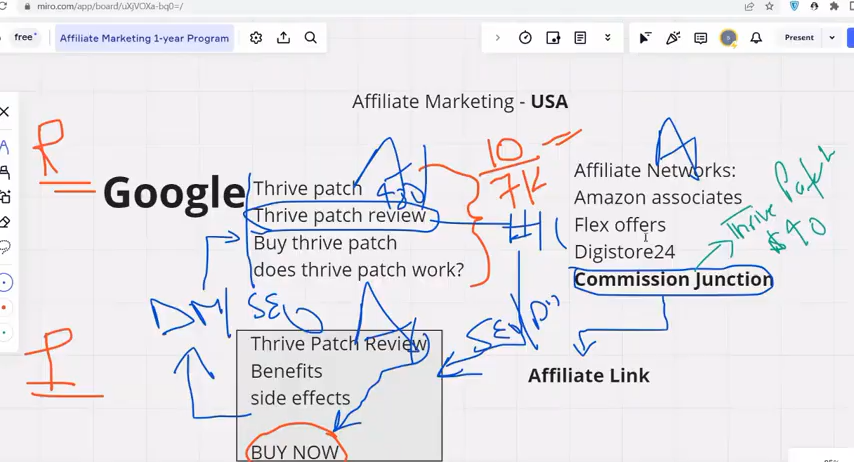 miro.com/app/board/uXjVOXa-bq0=/
free
Affiliate Marketing 1-year Program
Present
Affiliate Marketing - USA
R
Google
Thrive patch
Thrive patch review
Buy thrive patch
does thrive patch work?
480
10
7K
#1
A
Affiliate Networks:
Amazon associates
Flex offers
Digistore24
Commission Junction
Thrive Patch
$40
Affiliate Link
DM
SEO
Thrive Patch Review
Benefits
side effects
BUY NOW